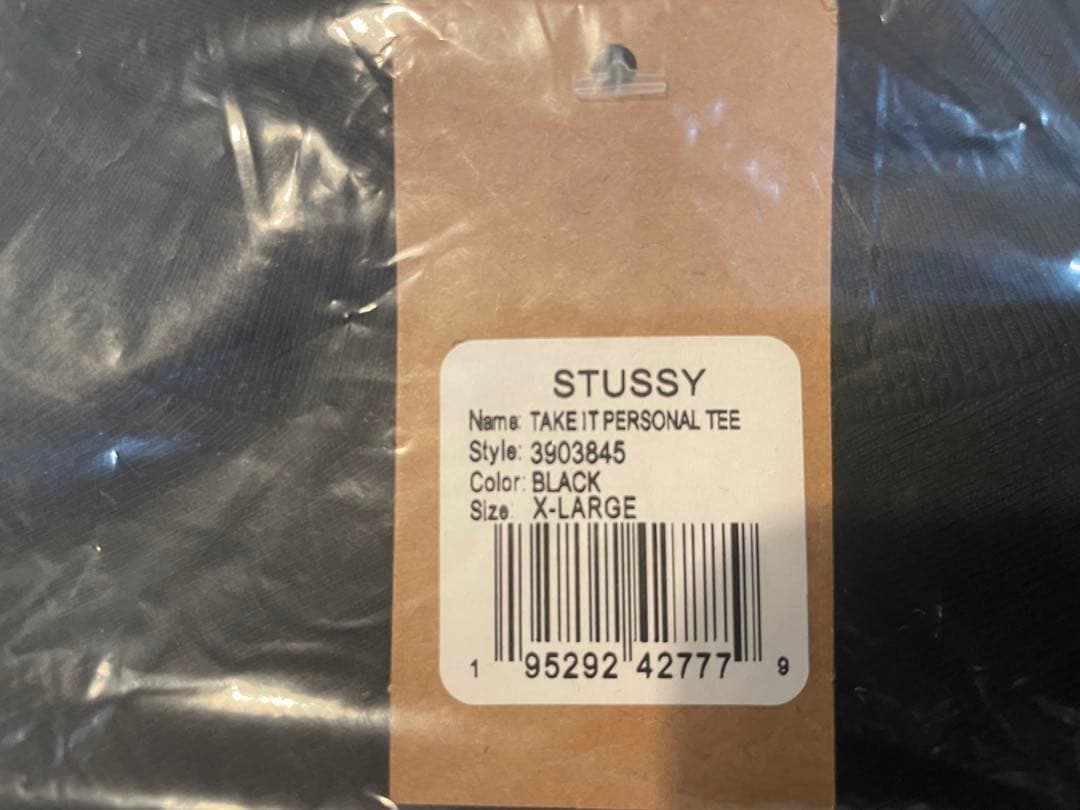 STUSSY
Name: TAKE IT PERSONAL TEE
Style: 3903845
Color: BLACK
Size: X-LARGE
1 95292 42777 9